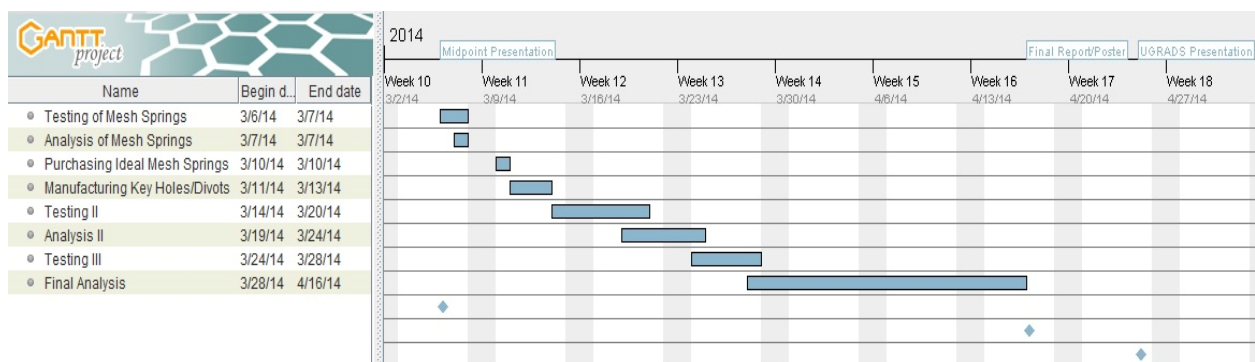 GANTT
project
2014
Midpoint Presentation Final Report/Poster UGRADS Presentation
Week 10 Week 11 Week 12 Week 13 Week 14 Week 15 Week 16 Week 17 Week 18
3/2/14 3/9/14 3/16/14 3/23/14 3/30/14 4/6/14 4/13/14 4/20/14 4/27/14
Name Begin d... End date
Testing of Mesh Springs 3/6/14 3/7/14
Analysis of Mesh Springs 3/7/14 3/7/14
Purchasing Ideal Mesh Springs 3/10/14 3/10/14
Manufacturing Key Holes/Divots 3/11/14 3/13/14
Testing II 3/14/14 3/20/14
Analysis II 3/19/14 3/24/14
Testing III 3/24/14 3/28/14
Final Analysis 3/28/14 4/16/14